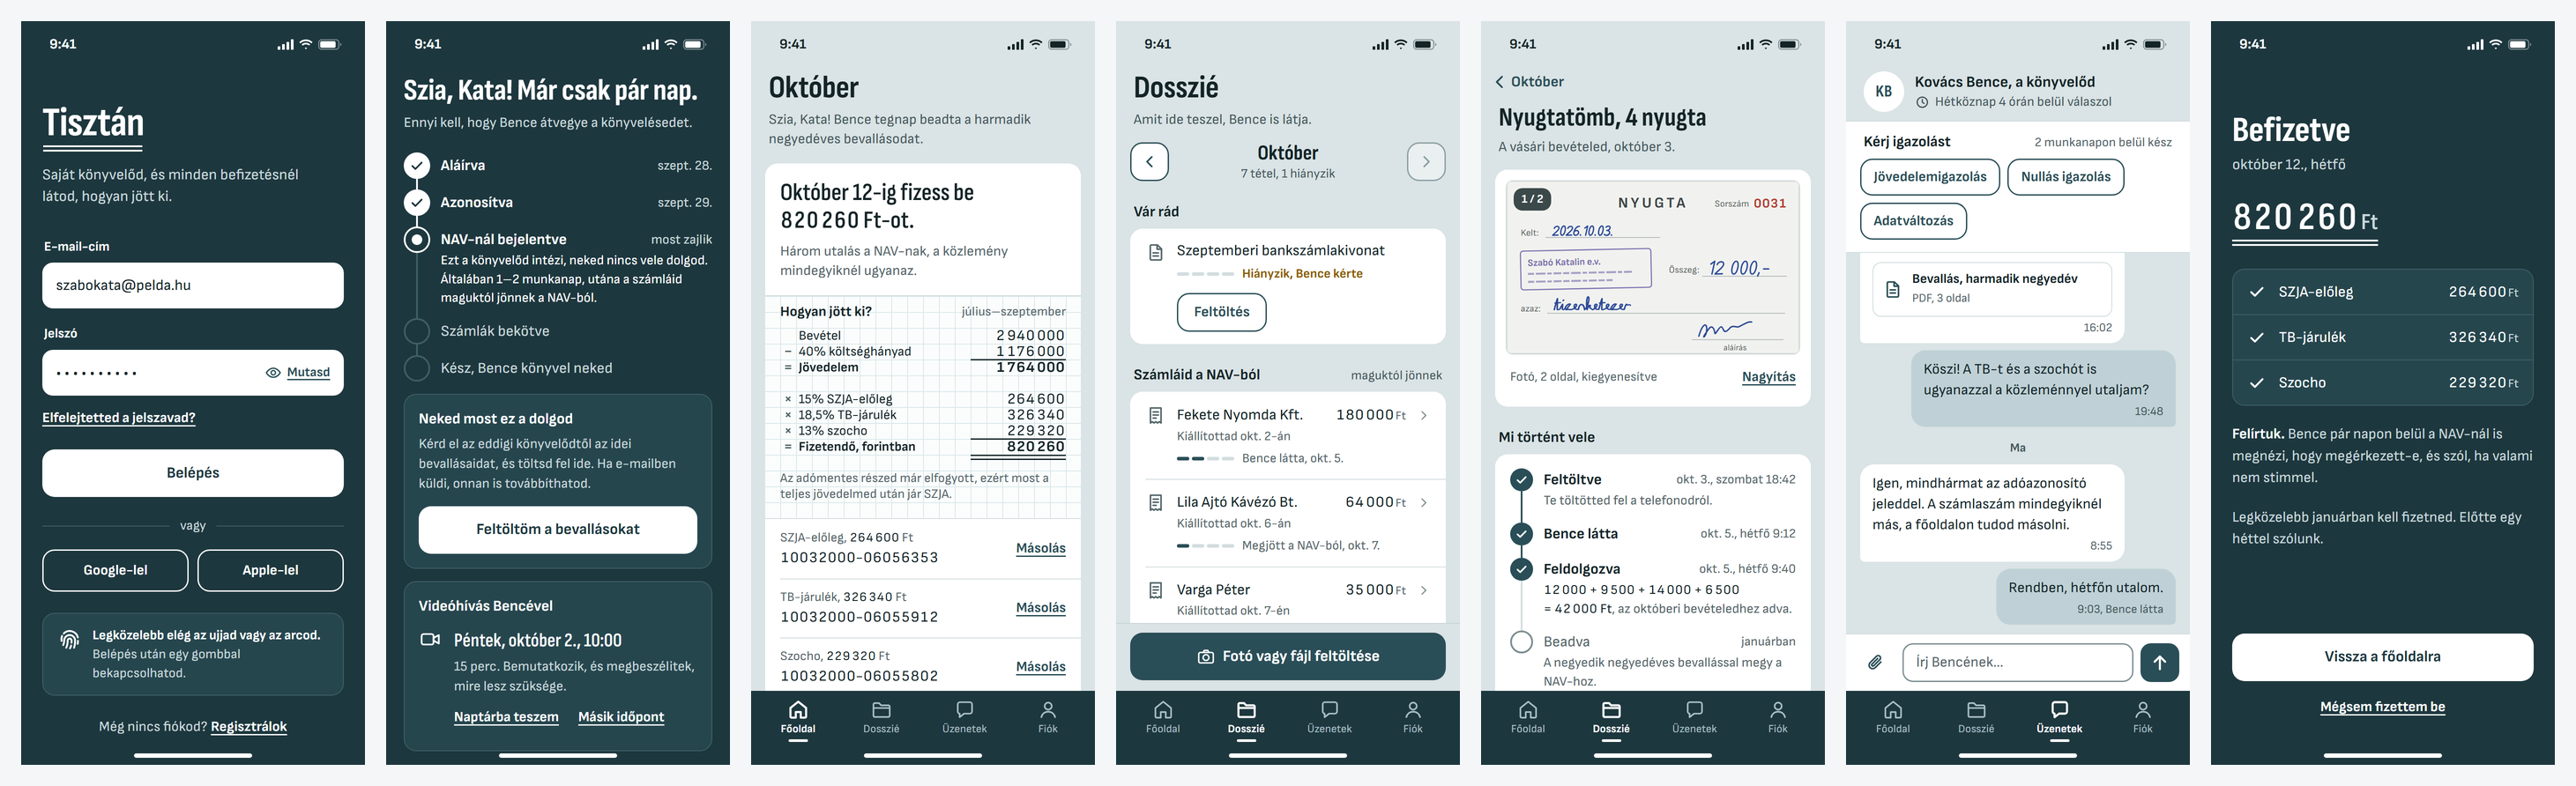 9:41
Tisztán
Saját könyvelőd, és minden befizetésnél
látod, hogyan jött ki.
E-mail-cím
szabokata@pelda.hu
Jelszó
Mutasd
Elfelejtetted a jelszavad?
Belépés
vagy
Google-lel
Apple-lel
Legközelebb elég az ujjad vagy az arcod.
Belépés után egy gombbal
bekapcsolhatod.
Még nincs fiókod? Regisztrálok
9:41
Szia, Kata! Már csak pár nap.
Ennyi kell, hogy Bence átvegye a könyvelésedet.
Aláírva szept. 28.
Azonosítva szept. 29.
NAV-nál bejelentve most zajlik
Ezt a könyvelőd intézi, neked nincs vele dolgod.
Általában 1–2 munkanap, utána a számláid
maguktól jönnek a NAV-ból.
Számlák bekötve
Kész, Bence könyvel neked
Neked most ez a dolgod
Kérd el az eddigi könyvelődtől az idei
bevallásaidat, és töltsd fel ide. Ha e-mailben
küldi, onnan is továbbíthatod.
Feltöltöm a bevallásokat
Videóhívás Bencével
Péntek, október 2., 10:00
15 perc. Bemutatkozik, és megbeszélitek,
mire lesz szüksége.
Naptárba teszem Másik időpont
9:41
Október
Szia, Kata! Bence tegnap beadta a harmadik
negyedéves bevallásodat.
Október 12-ig fizess be
820 260 Ft-ot.
Három utalás a NAV-nak, a közlemény
mindegyiknél ugyanaz.
Hogyan jött ki? július–szeptember
Bevétel 2 940 000
− 40% költséghányad 1 176 000
= Jövedelem 1 764 000
× 15% SZJA-előleg 264 600
× 18,5% TB-járulék 326 340
× 13% szocho 229 320
= Fizetendő, forintban 820 260
Az adómentes részed már elfogyott, ezért most a
teljes jövedelmed után jár SZJA.
SZJA-előleg, 264 600 Ft
10032000-06056353
Másolás
TB-járulék, 326 340 Ft
10032000-06055912
Másolás
Szocho, 229 320 Ft
10032000-06055802
Másolás
Főoldal Dosszié Üzenetek Fiók
9:41
Dosszié
Amit ide teszel, Bence is látja.
Október
7 tétel, 1 hiányzik
Vár rád
Szeptemberi bankszámlakivonat
Hiányzik, Bence kérte
Feltöltés
Számláid a NAV-ból maguktól jönnek
Fekete Nyomda Kft. 180 000 Ft
Kiállítottad okt. 2-án
Bence látta, okt. 5.
Lila Ajtó Kávézó Bt. 64 000 Ft
Kiállítottad okt. 6-án
Megjött a NAV-ból, okt. 7.
Varga Péter 35 000 Ft
Kiállítottad okt. 7-én
Fotó vagy fájl feltöltése
Főoldal Dosszié Üzenetek Fiók
9:41
Október
Nyugtatömb, 4 nyugta
A vásári bevételed, október 3.
1 / 2
NYUGTA Sorszám 0031
Kelt: 2026.10.03.
Szabó Katalin e.v.
Összeg: 12 000,-
azaz: tizenkétezer
aláírás
Fotó, 2 oldal, kiegyenesítve Nagyítás
Mi történt vele
Feltöltve okt. 3., szombat 18:42
Te töltötted fel a telefonodról.
Bence látta okt. 5., hétfő 9:12
Feldolgozva okt. 5., hétfő 9:40
12 000 + 9 500 + 14 000 + 6 500
= 42 000 Ft, az októberi bevételedhez adva.
Beadva januárban
A negyedik negyedéves bevallással megy a
NAV-hoz.
Főoldal Dosszié Üzenetek Fiók
9:41
KB
Kovács Bence, a könyvelőd
Hétköznap 4 órán belül válaszol
Kérj igazolást 2 munkanapon belül kész
Jövedelemigazolás Nullás igazolás
Adatváltozás
Bevallás, harmadik negyedév
PDF, 3 oldal
16:02
Köszi! A TB-t és a szochót is
ugyanazzal a közleménnyel utaljam?
19:48
Ma
Igen, mindhármat az adóazonosító
jeleddel. A számlaszám mindegyiknél
más, a főoldalon tudod másolni.
8:55
Rendben, hétfőn utalom.
9:03, Bence látta
Írj Bencének...
Főoldal Dosszié Üzenetek Fiók
9:41
Befizetve
október 12., hétfő
820 260 Ft
SZJA-előleg 264 600 Ft
TB-járulék 326 340 Ft
Szocho 229 320 Ft
Felírtuk. Bence pár napon belül a NAV-nál is
megnézi, hogy megérkezett-e, és szól, ha valami
nem stimmel.
Legközelebb januárban kell fizetned. Előtte egy
héttel szólunk.
Vissza a főoldalra
Mégsem fizettem be